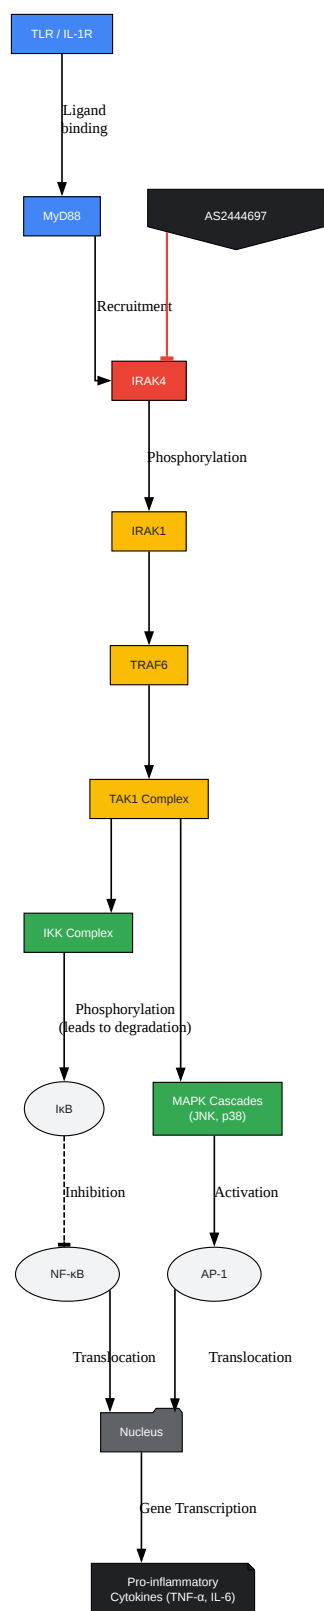 TLR / IL-1R
Ligand
binding
MyD88
AS2444697
Recruitment
IRAK4
Phosphorylation
IRAK1
TRAF6
TAK1 Complex
IKK Complex
Phosphorylation
(leads to degradation)
IκB
MAPK Cascades
(JNK, p38)
Inhibition
Activation
NF-κB
AP-1
Translocation
Translocation
Nucleus
Gene Transcription
Pro-inflammatory
Cytokines (TNF-α, IL-6)